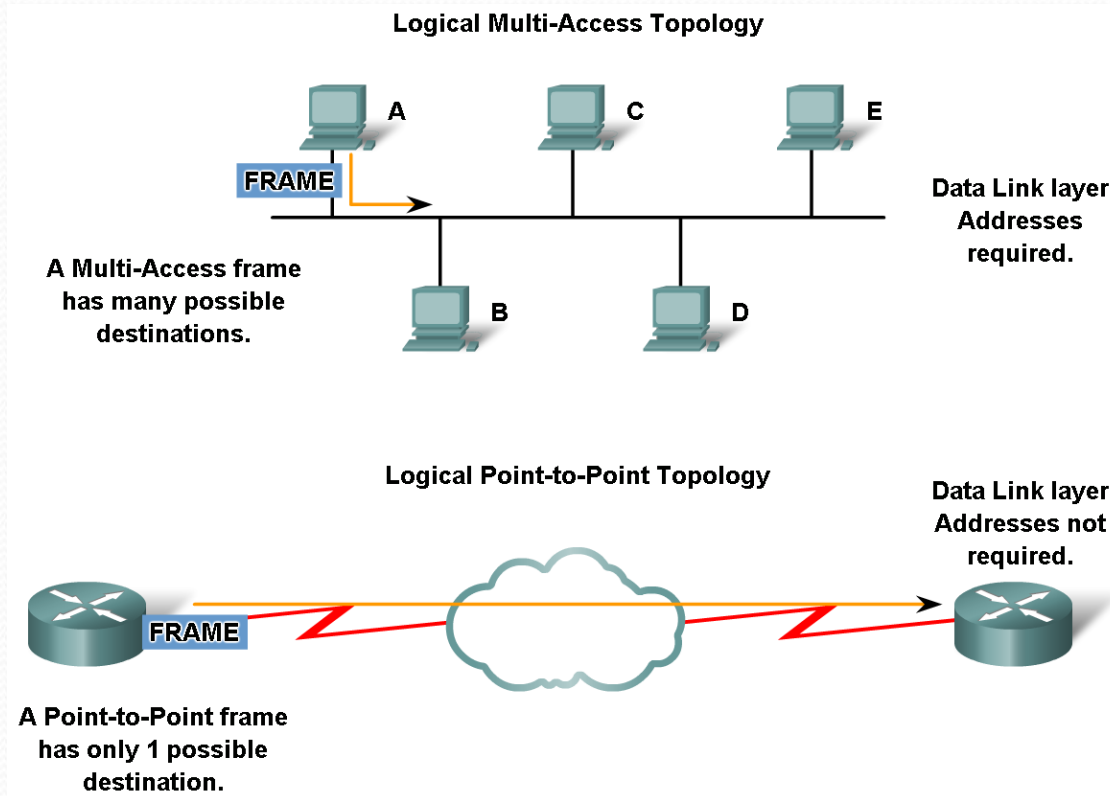 Logical Multi-Access Topology
A
C
E
FRAME
Data Link layer
Addresses
required.
A Multi-Access frame
has many possible
destinations.
B
D
Logical Point-to-Point Topology
Data Link layer
Addresses not
required.
FRAME
A Point-to-Point frame
has only 1 possible
destination.